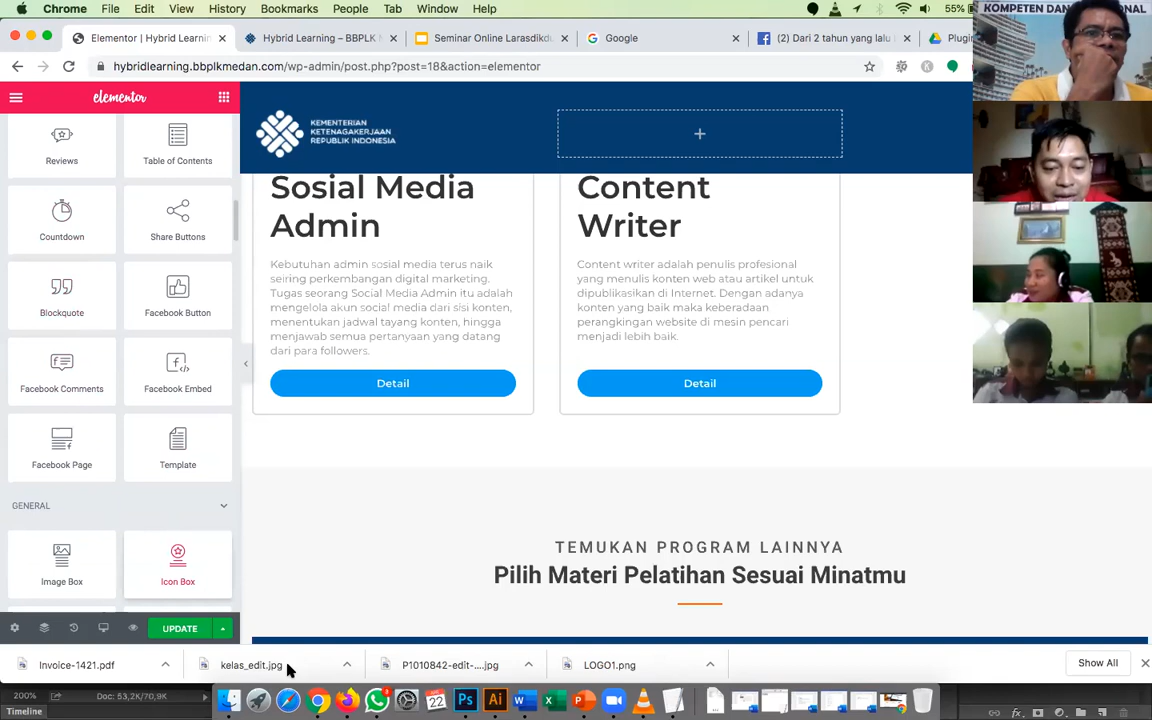 Chrome File Edit View History Bookmarks People Tab Window Help 55%
KOMPETEN DAN
Elementor | Hybrid Learnin
Hybrid Learning – BBPLK M
Seminar Online Larasdikdu
Google
(2) Dari 2 tahun yang lalu
Plugin
hybridlearning.bbplkmedan.com/wp-admin/post.php?post=18&action=elementor
elementor
KEMENTERIAN
KETENAGAKERJAAN
REPUBLIK INDONESIA
Reviews
Table of Contents
Countdown
Share Buttons
Blockquote
Facebook Button
Facebook Comments
Facebook Embed
Facebook Page
Template
GENERAL
Image Box
Icon Box
UPDATE
Sosial Media
Admin
Kebutuhan admin sosial media terus naik
seiring perkembangan digital marketing.
Tugas seorang Social Media Admin itu adalah
mengelola akun social media dari sisi konten,
menentukan jadwal tayang konten, hingga
menjawab semua pertanyaan yang datang
dari para followers.
Detail
Content
Writer
Content writer adalah penulis profesional
yang menulis konten web atau artikel untuk
dipublikasikan di Internet. Dengan adanya
konten yang baik maka keberadaan
perangkingan website di mesin pencari
menjadi lebih baik.
Detail
TEMUKAN PROGRAM LAINNYA
Pilih Materi Pelatihan Sesuai Minatmu
Invoice-1421.pdf
kelas_edit.jpg
P1010842-edit-....jpg
LOGO1.png
Show All
200%
Doc: 53,2K/70,9K
Timeline